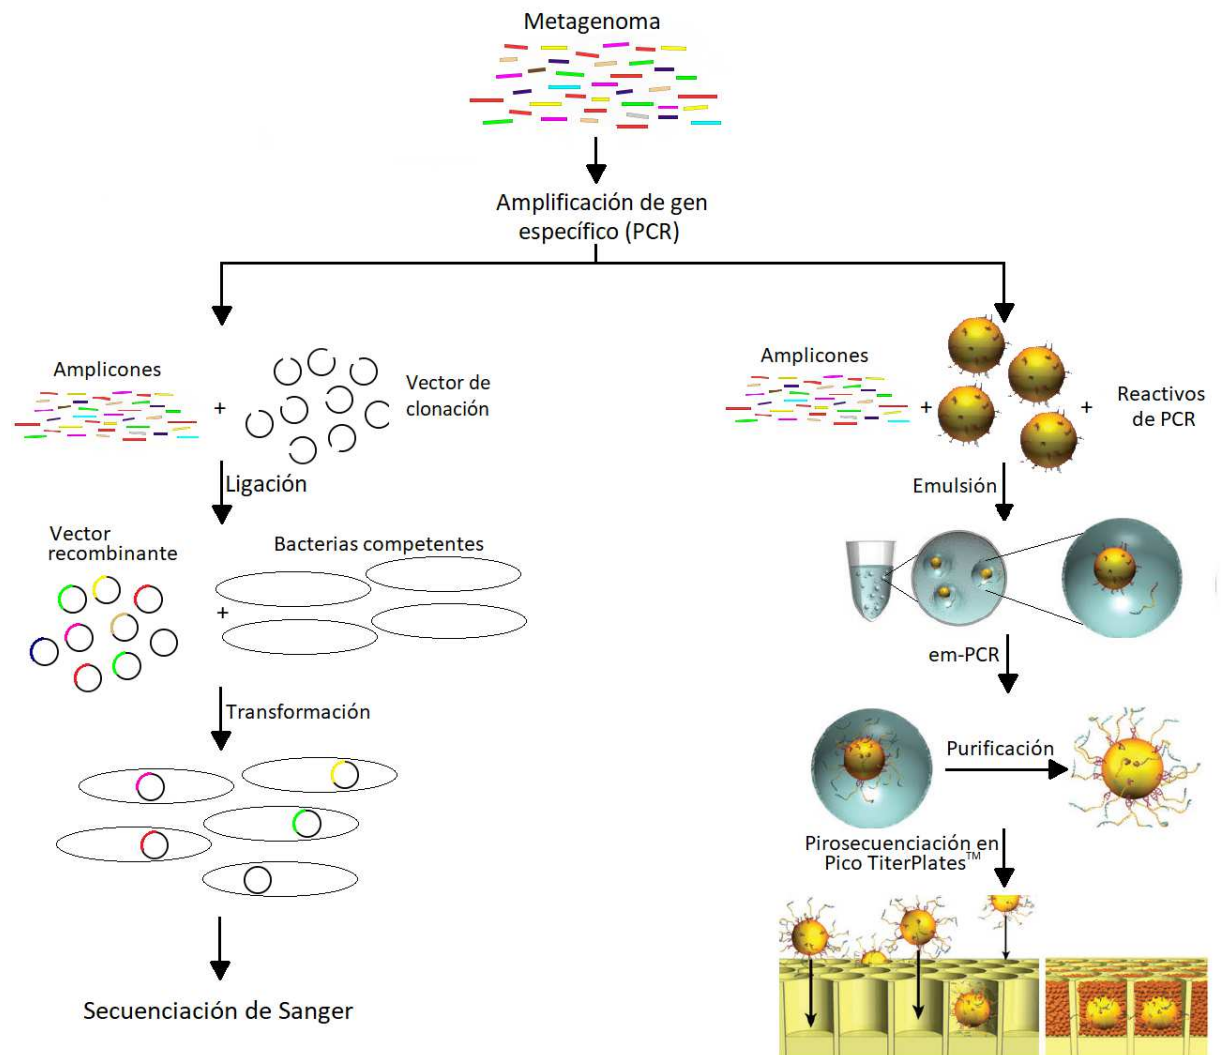 Metagenoma
Amplificación de gen
específico (PCR)
Amplicones
+
Vector de
clonación
Ligación
Vector
recombinante
+
Bacterias competentes
Transformación
Secuenciación de Sanger
Amplicones
+
+
Reactivos
de PCR
Emulsión
em-PCR
Purificación
Pirosecuenciación en
Pico TiterPlates™